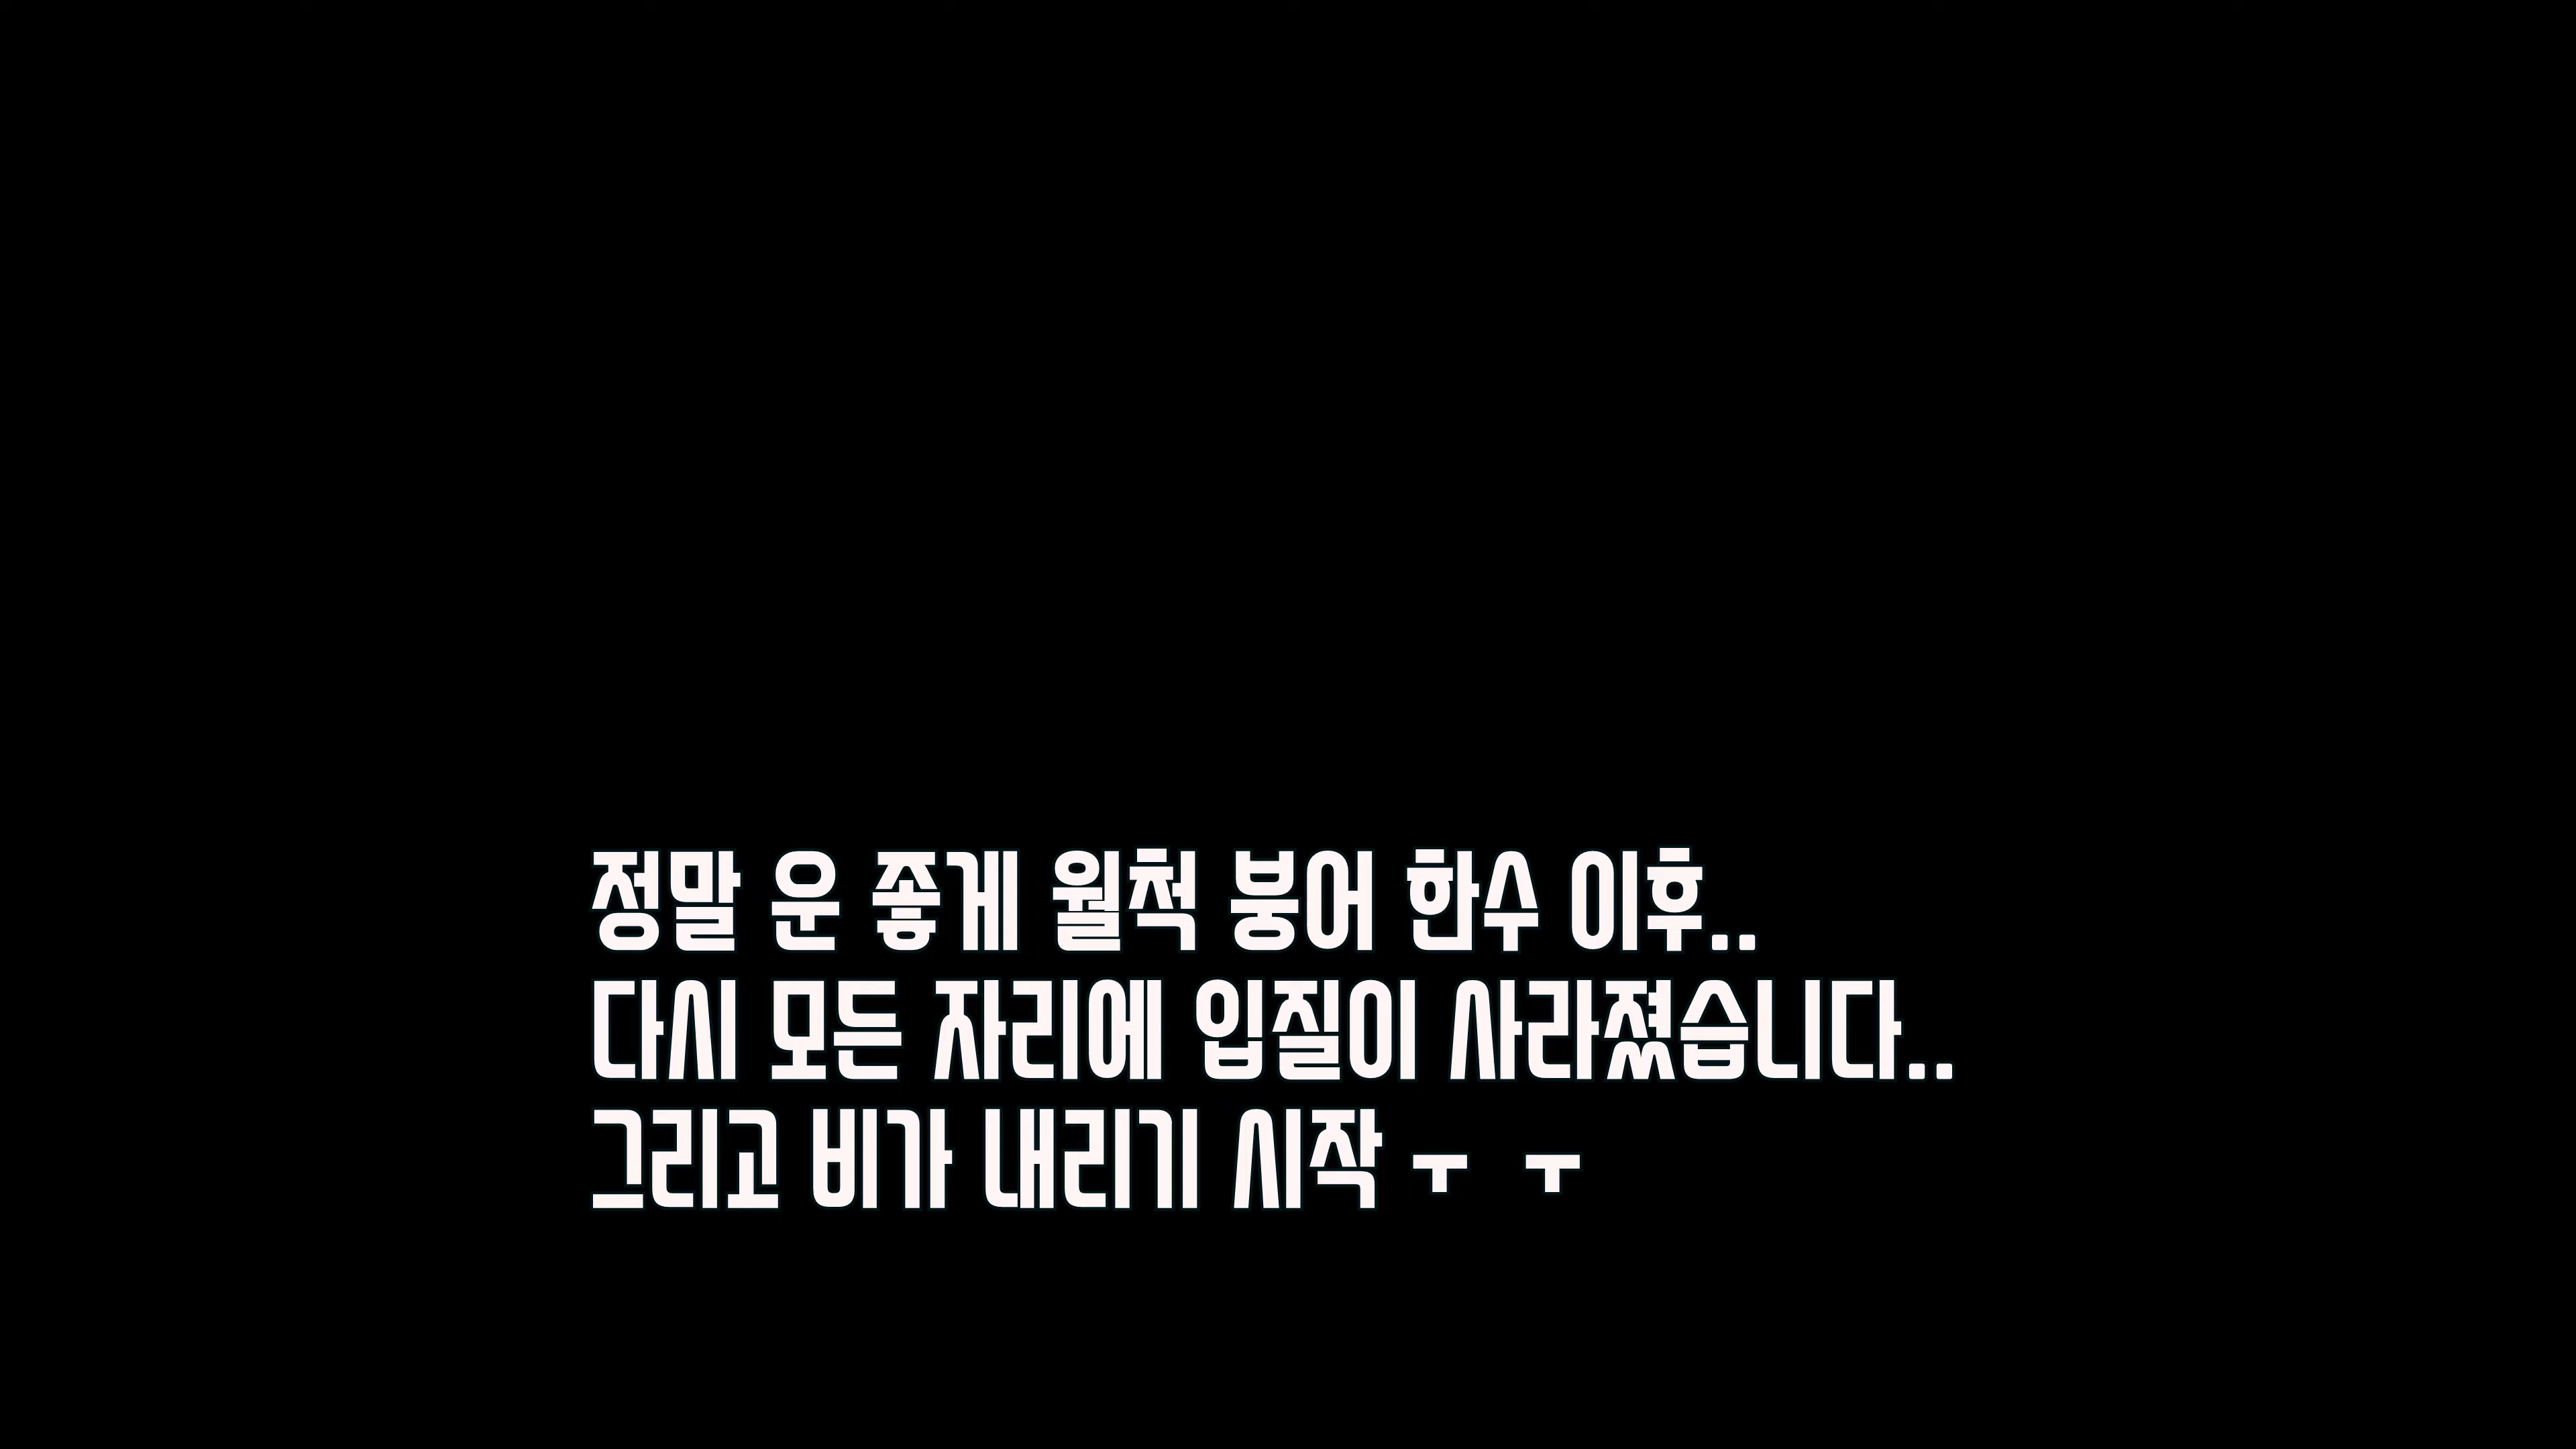 정말 운 좋게 월척 붕어 한수 이후..
다시 모든 자리에 입질이 사라졌습니다..
그리고 비가 내리기 시작 ㅜ ㅜ